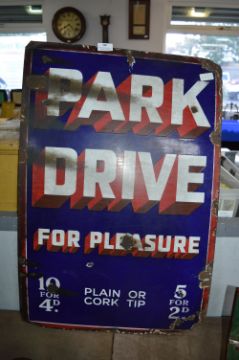 PARK
DRIVE
FOR PLEASURE
10 FOR 4D.
PLAIN OR CORK TIP
5 FOR 2D.